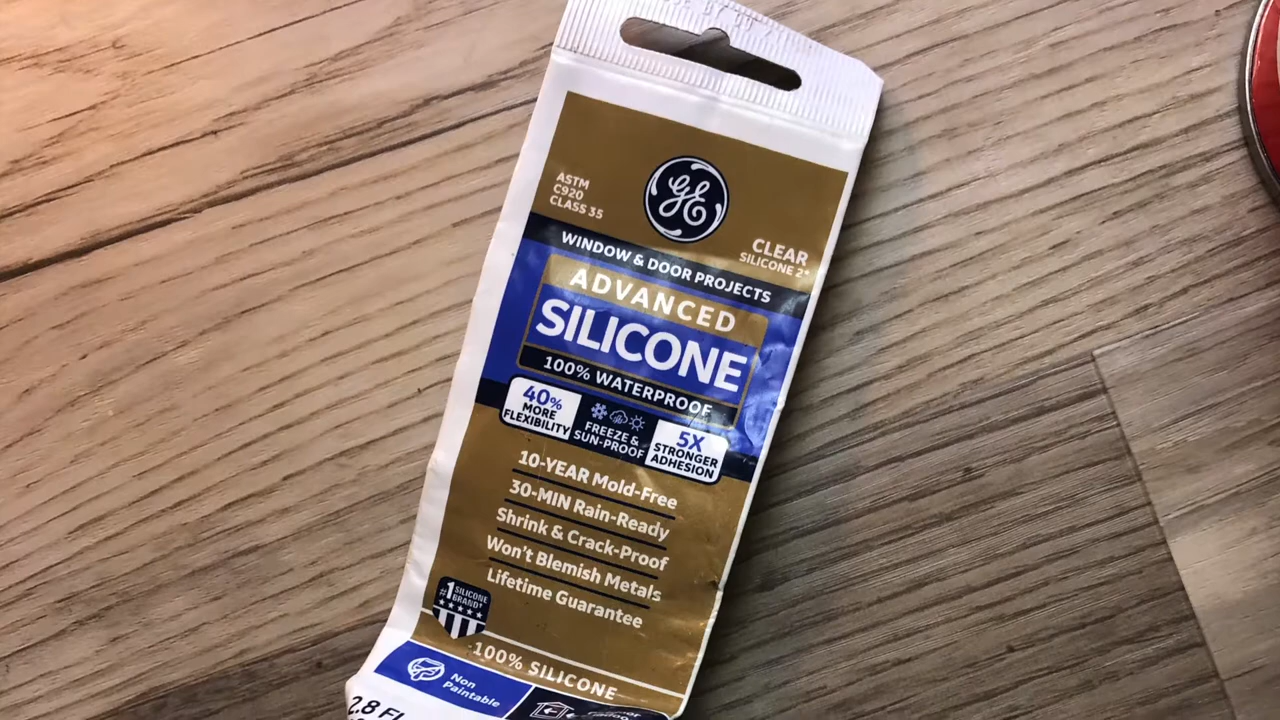 GE
ASTM
C920
CLASS 35
CLEAR
SILICONE 2*
WINDOW & DOOR PROJECTS
ADVANCED
SILICONE
100% WATERPROOF
40%
MORE
FLEXIBILITY
FREEZE &
SUN-PROOF
5X
STRONGER
ADHESION
10-YEAR Mold-Free
30-MIN Rain-Ready
Shrink & Crack-Proof
Won't Blemish Metals
Lifetime Guarantee
#1 SILICONE
BRAND†
100% SILICONE
Non
Paintable
2.8 FL